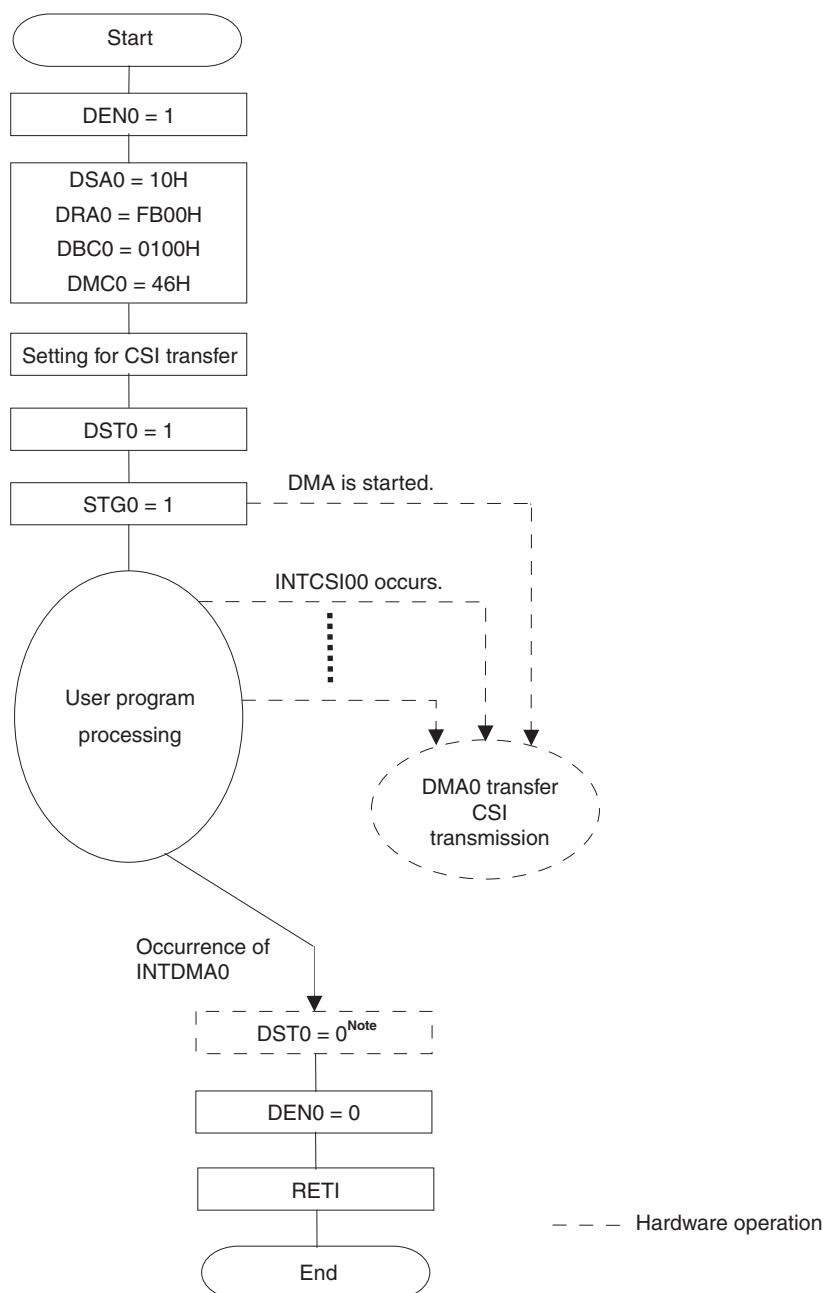 Start
DEN0 = 1
DSA0 = 10H
DRA0 = FB00H
DBC0 = 0100H
DMC0 = 46H
Setting for CSI transfer
DST0 = 1
STG0 = 1
DMA is started.
INTCSI00 occurs.
User program
processing
DMA0 transfer
CSI
transmission
Occurrence of
INTDMA0
DST0 = 0Note
DEN0 = 0
RETI
Hardware operation
End